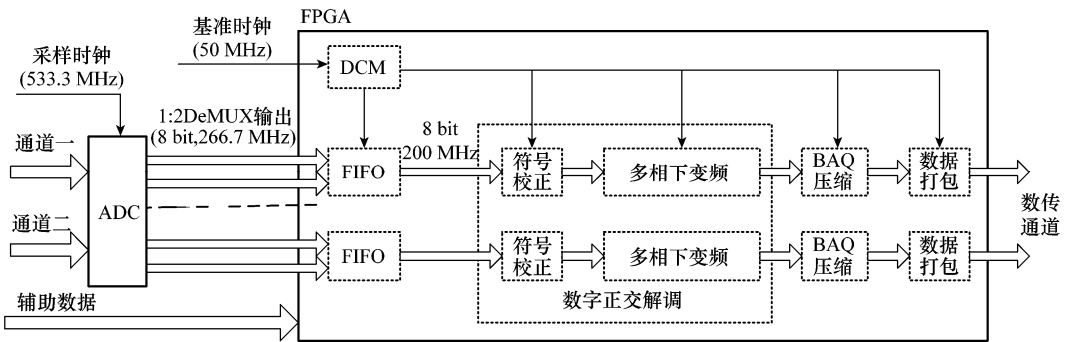 FPGA
基准时钟
(50 MHz)
采样时钟
(533.3 MHz)
DCM
1:2DeMUX输出
(8 bit,266.7 MHz)
8 bit
200 MHz
通道一
FIFO
符号
校正
多相下变频
BAQ
压缩
数据
打包
ADC
数传
通道
通道二
FIFO
符号
校正
多相下变频
BAQ
压缩
数据
打包
数字正交解调
辅助数据